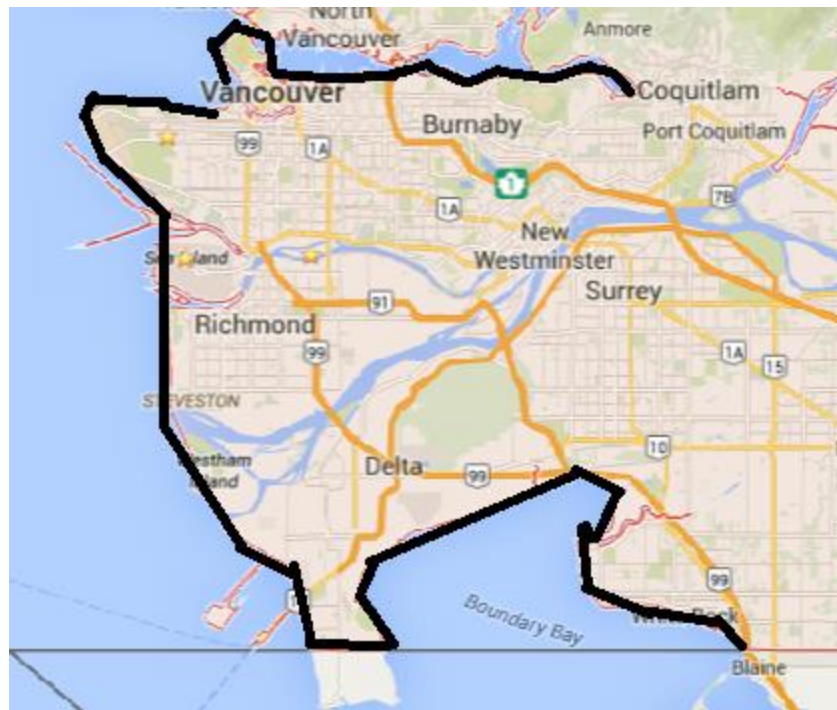 North
Vancouver
Anmore
Vancouver
Coquitlam
Burnaby
Port Coquitlam
99
1A
1
7B
1A
New
Westminster
Surrey
Richmond
91
99
1A
15
STEVESTON
10
Delta
99
Island
99
Boundary Bay
Blaine